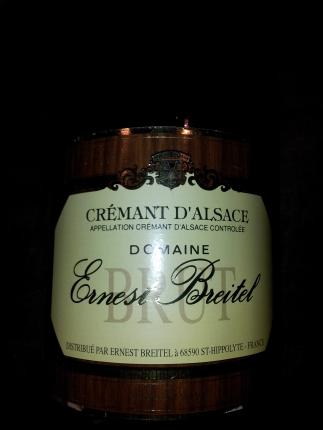 CRÉMANT D'ALSACE
APPELLATION CRÉMANT D'ALSACE CONTROLÉE
DOMAINE
BRUT
Ernest Breitel
DISTRIBUÉ PAR ERNEST BREITEL à 68590 ST-HIPPOLYTE - FRANCE